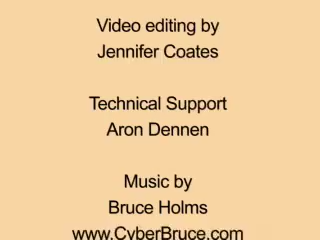 Video editing by
Jennifer Coates
Technical Support
Aron Dennen
Music by
Bruce Holms
www.CyberBruce.com